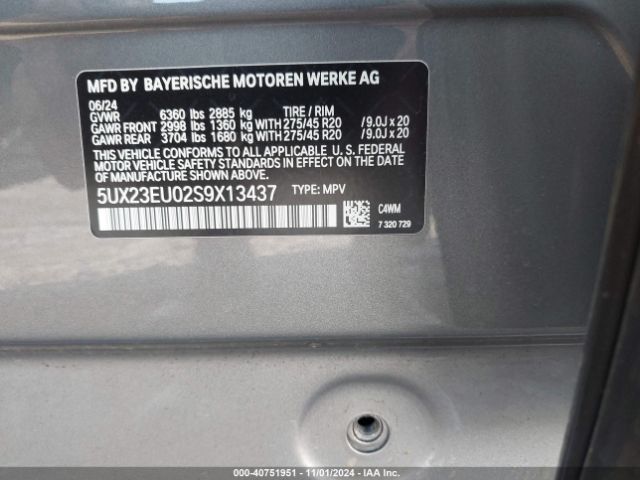 MFD BY BAYERISCHE MOTOREN WERKE AG
06/24
GVWR 6360 lbs 2885 kg TIRE / RIM
GAWR FRONT 2998 lbs 1360 kg WITH 275/45 R20 / 9.0J x 20
GAWR REAR 3704 lbs 1680 kg WITH 275/45 R20 / 9.0J x 20
THIS VEHICLE CONFORMS TO ALL APPLICABLE U. S. FEDERAL
MOTOR VEHICLE SAFETY STANDARDS IN EFFECT ON THE DATE OF
MANUFACTURE SHOWN ABOVE.
5UX23EU02S9X13437 TYPE: MPV
C4WM
7 320 729
000-40751951 | 11/01/2024 | IAA Inc.